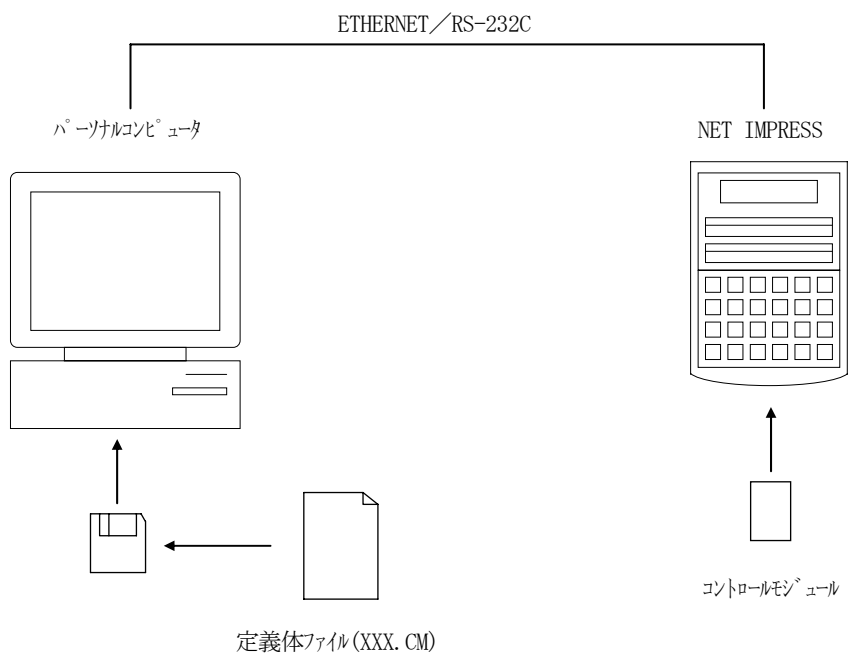 ETHERNET/RS-232C
パーソナルコンピュータ
NET IMPRESS
コントロールモジュール
定義体ファイル(XXX.CM)